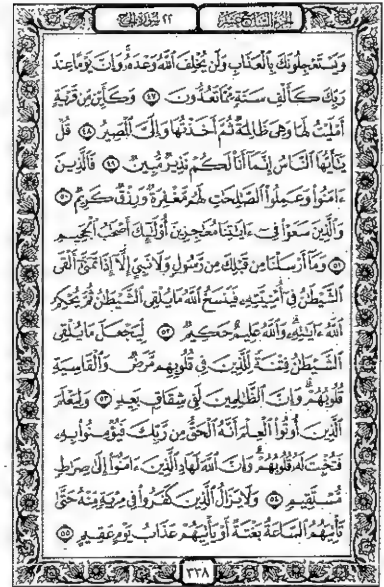 الجزء السابع عشر
٢٢ سورة الحج
وَيَسْتَعْجِلُونَكَ بِالْعَذَابِ وَلَن يُخْلِفَ اللَّهُ وَعْدَهُۥ وَإِنَّ يَوْمًا عِندَ
رَبِّكَ كَأَلْفِ سَنَةٍ مِّمَّا تَعُدُّونَ ٤٧ وَكَأَيِّن مِّن قَرْيَةٍ
أَمْلَيْتُ لَهَا وَهِيَ ظَالِمَةٌ ثُمَّ أَخَذْتُهَا وَإِلَيَّ الْمَصِيرُ ٤٨ قُلْ
يَٰٓأَيُّهَا النَّاسُ إِنَّمَآ أَنَا۠ لَكُمْ نَذِيرٌ مُّبِينٌ ٤٩ فَالَّذِينَ
ءَامَنُوا۟ وَعَمِلُوا۟ الصَّٰلِحَٰتِ لَهُم مَّغْفِرَةٌ وَرِزْقٌ كَرِيمٌ ٥٠
وَالَّذِينَ سَعَوْا۟ فِىٓ ءَايَٰتِنَا مُعَٰجِزِينَ أُو۟لَٰٓئِكَ أَصْحَٰبُ الْجَحِيمِ
٥١ وَمَآ أَرْسَلْنَا مِن قَبْلِكَ مِن رَّسُولٍ وَلَا نَبِيٍّ إِلَّآ إِذَا تَمَنَّىٰٓ أَلْقَى
الشَّيْطَٰنُ فِىٓ أُمْنِيَّتِهِۦ فَيَنسَخُ اللَّهُ مَا يُلْقِى الشَّيْطَٰنُ ثُمَّ يُحْكِمُ
اللَّهُ ءَايَٰتِهِۦ وَاللَّهُ عَلِيمٌ حَكِيمٌ ٥٢ لِّيَجْعَلَ مَا يُلْقِى
الشَّيْطَٰنُ فِتْنَةً لِّلَّذِينَ فِى قُلُوبِهِم مَّرَضٌ وَالْقَاسِيَةِ
قُلُوبُهُمْ وَإِنَّ الظَّٰلِمِينَ لَفِى شِقَاقٍۭ بَعِيدٍ ٥٣ وَلِيَعْلَمَ
الَّذِينَ أُوتُوا۟ الْعِلْمَ أَنَّهُ الْحَقُّ مِن رَّبِّكَ فَيُؤْمِنُوا۟ بِهِۦ
فَتُخْبِتَ لَهُۥ قُلُوبُهُمْ وَإِنَّ اللَّهَ لَهَادِ الَّذِينَ ءَامَنُوٓا۟ إِلَىٰ صِرَٰطٍ
مُّسْتَقِيمٍ ٥٤ وَلَا يَزَالُ الَّذِينَ كَفَرُوا۟ فِى مِرْيَةٍ مِّنْهُ حَتَّىٰ
تَأْتِيَهُمُ السَّاعَةُ بَغْتَةً أَوْ يَأْتِيَهُمْ عَذَابُ يَوْمٍ عَقِيمٍ ٥٥
٣٣٨